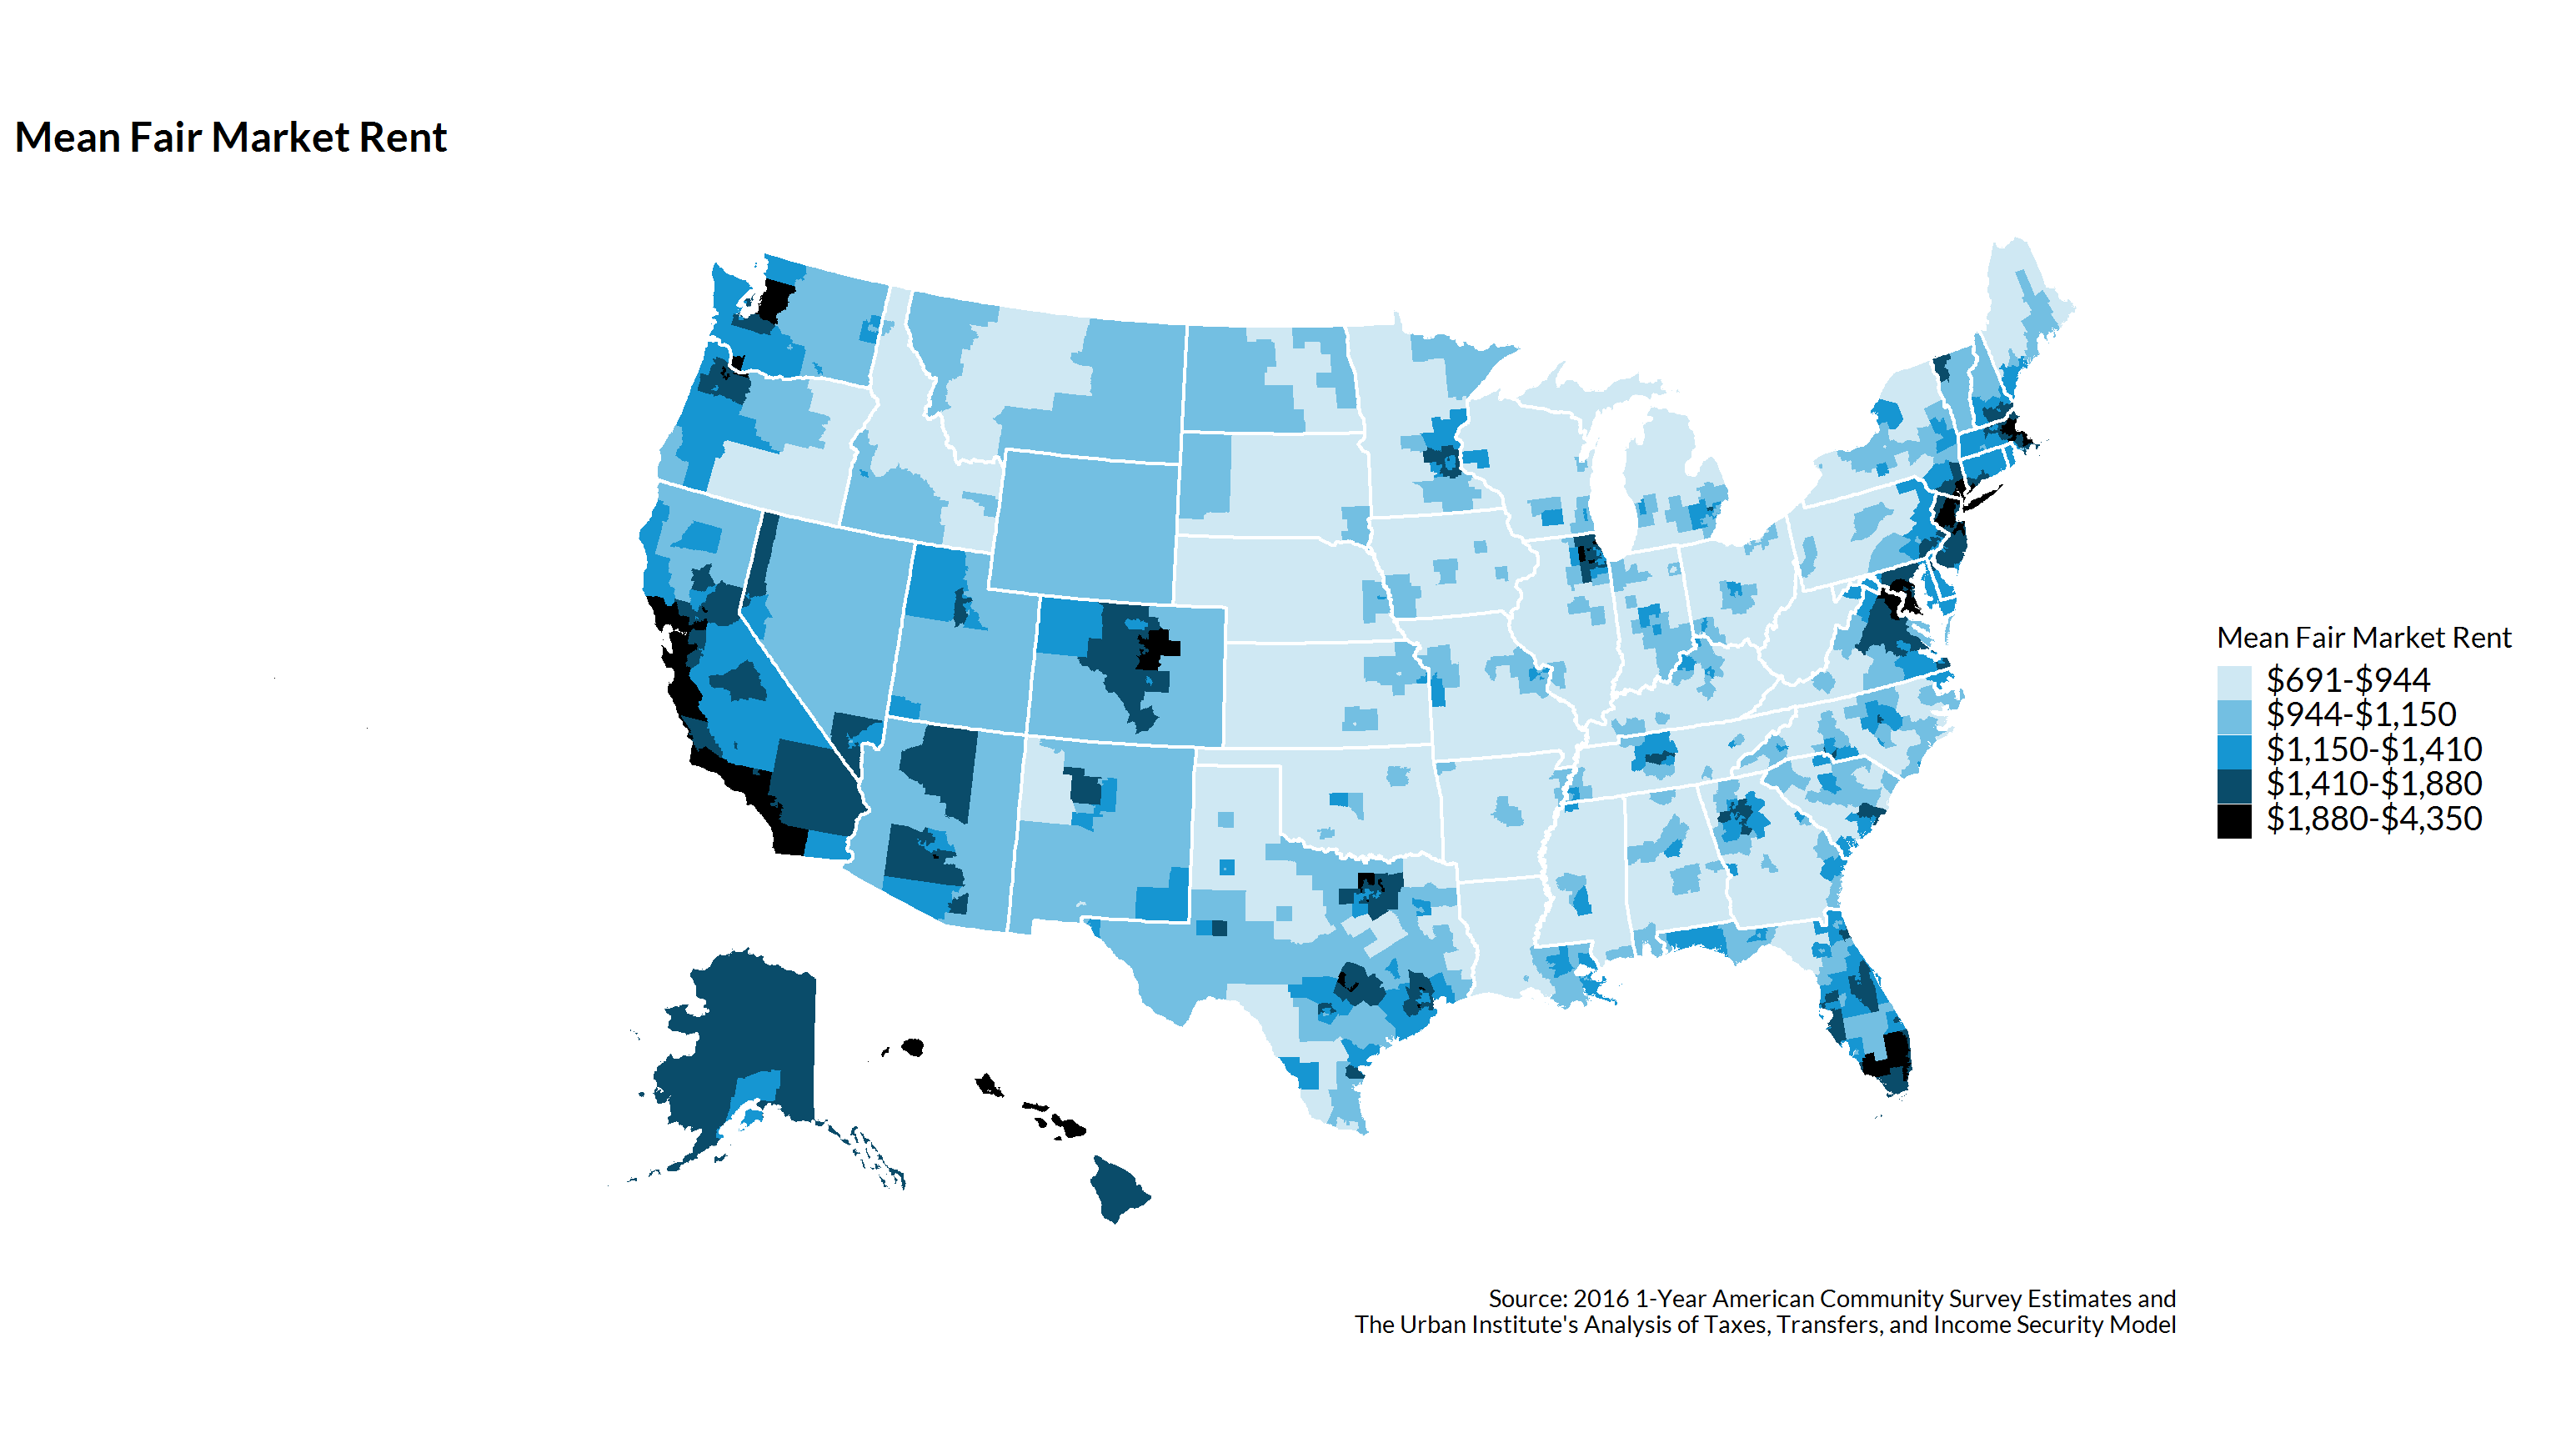 Mean Fair Market Rent
Mean Fair Market Rent
$691-$944
$944-$1,150
$1,150-$1,410
$1,410-$1,880
$1,880-$4,350
Source: 2016 1-Year American Community Survey Estimates and
The Urban Institute's Analysis of Taxes, Transfers, and Income Security Model